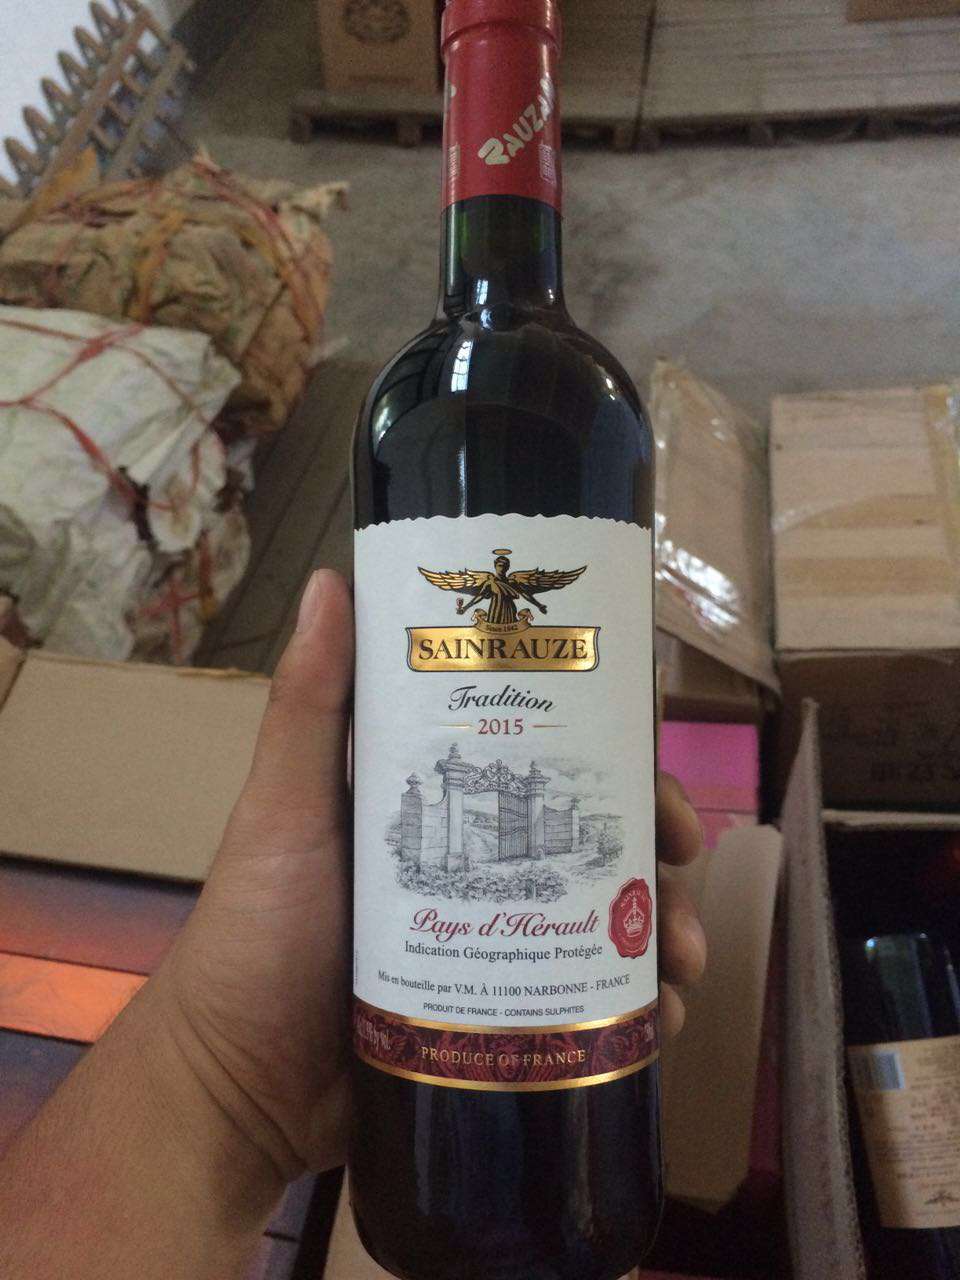 RAUZA
Since 1842
SAINRAUZE
Tradition
2015
Pays d'Hérault
Indication Géographique Protégée
Mis en bouteille par V.M. À 11100 NARBONNE - FRANCE
PRODUIT DE FRANCE - CONTAINS SULPHITES
PRODUCE OF FRANCE